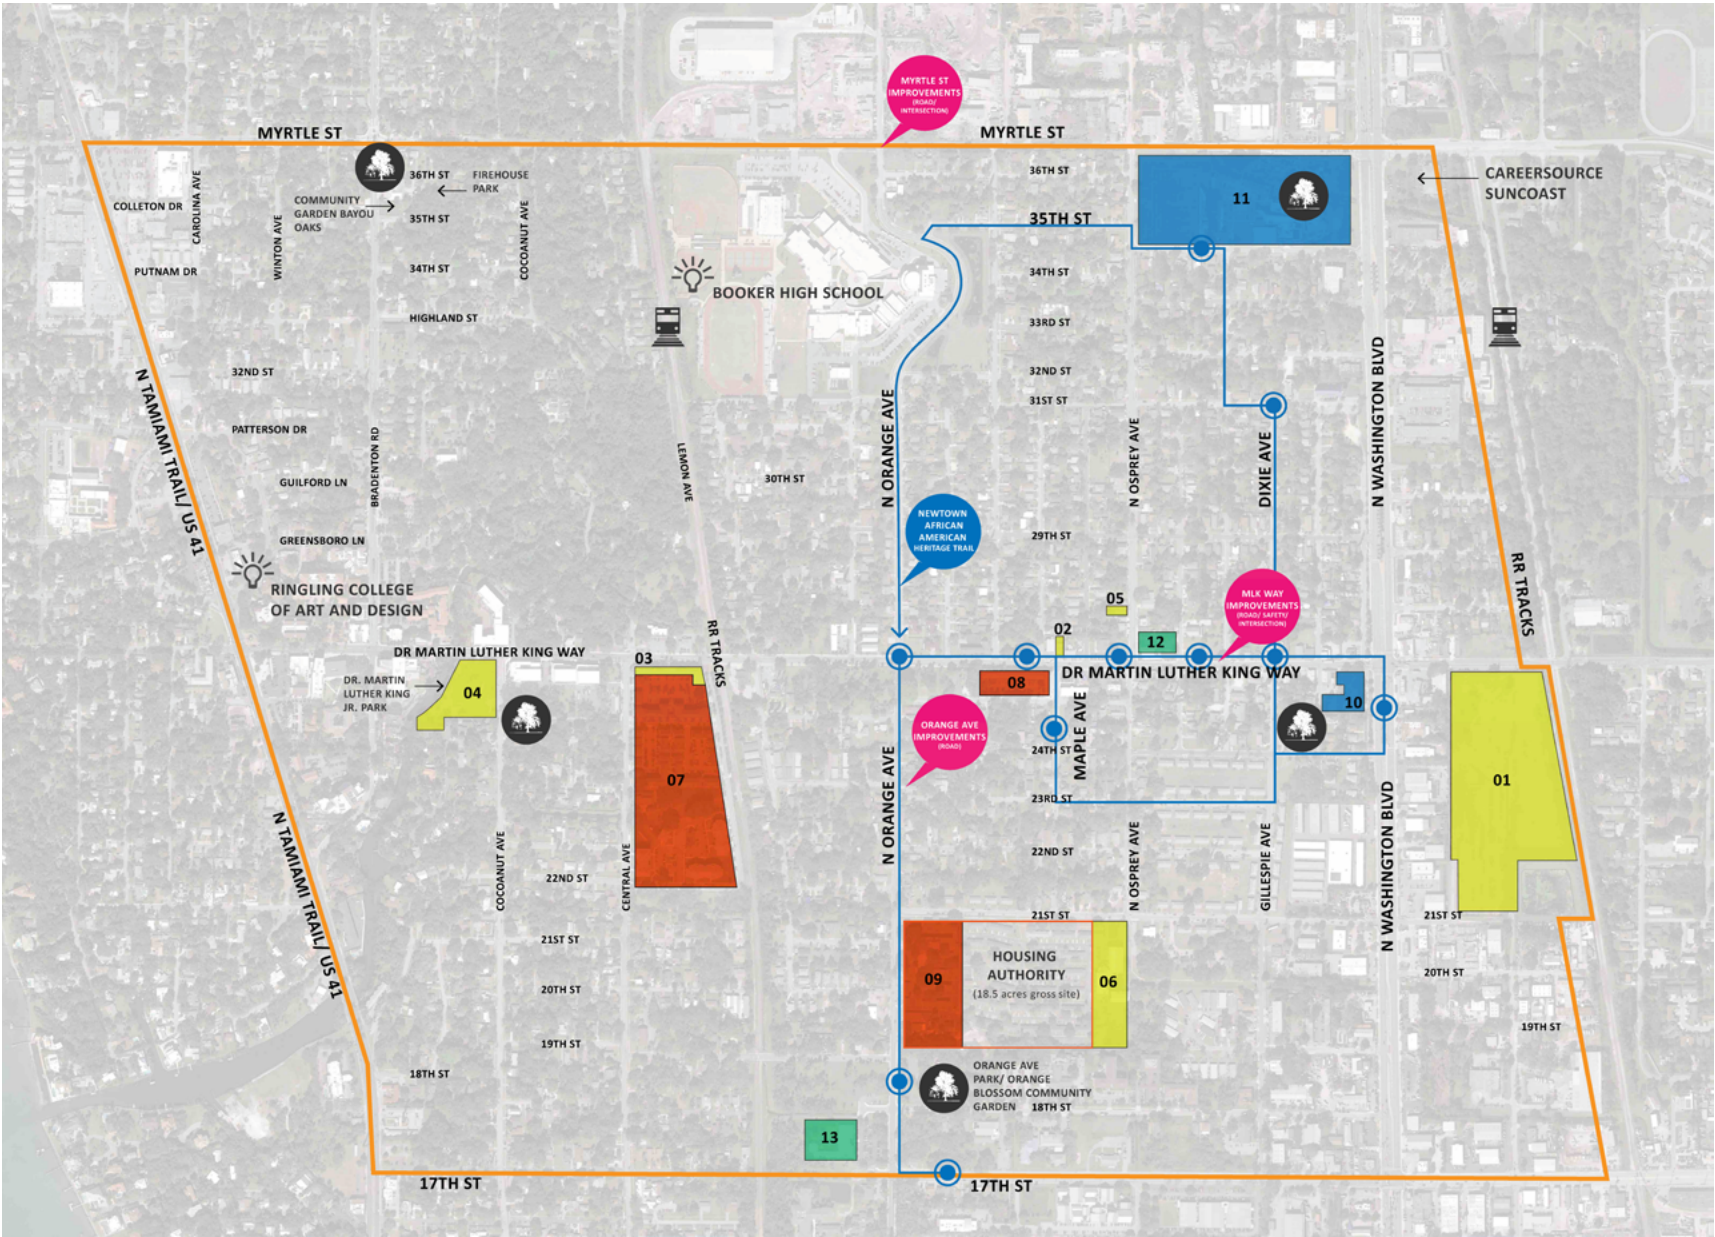 MYRTLE ST
IMPROVEMENTS
(ROAD/
INTERSECTION)
MYRTLE ST
MYRTLE ST
36TH ST
FIREHOUSE
PARK
COMMUNITY
GARDEN BAYOU
OAKS
35TH ST
COLLETON DR
CAROLINA AVE
WINTON AVE
COCOANUT AVE
PUTNAM DR
34TH ST
HIGHLAND ST
32ND ST
PATTERSON DR
BRADENTON RD
GUILFORD LN
GREENSBORO LN
N TAMIAMI TRAIL/ US 41
RINGLING COLLEGE
OF ART AND DESIGN
BOOKER HIGH SCHOOL
LEMON AVE
30TH ST
36TH ST
35TH ST
34TH ST
33RD ST
32ND ST
31ST ST
29TH ST
11
CAREERSOURCE
SUNCOAST
N ORANGE AVE
N OSPREY AVE
DIXIE AVE
N WASHINGTON BLVD
RR TRACKS
NEWTOWN
AFRICAN
AMERICAN
HERITAGE TRAIL
MLK WAY
IMPROVEMENTS
(ROAD/ SAFETY/
INTERSECTION)
05
02
12
DR MARTIN LUTHER KING WAY
03
RR TRACKS
DR. MARTIN
LUTHER KING
JR. PARK
04
07
08
DR MARTIN LUTHER KING WAY
10
01
ORANGE AVE
IMPROVEMENTS
(ROAD)
MAPLE AVE
24TH ST
23RD ST
22ND ST
21ST ST
N ORANGE AVE
N OSPREY AVE
GILLESPIE AVE
N WASHINGTON BLVD
N TAMIAMI TRAIL/ US 41
COCOANUT AVE
CENTRAL AVE
22ND ST
21ST ST
20TH ST
19TH ST
18TH ST
09
HOUSING
AUTHORITY
(18.5 acres gross site)
06
21ST ST
20TH ST
19TH ST
ORANGE AVE
PARK/ ORANGE
BLOSSOM COMMUNITY
GARDEN
18TH ST
13
17TH ST
17TH ST